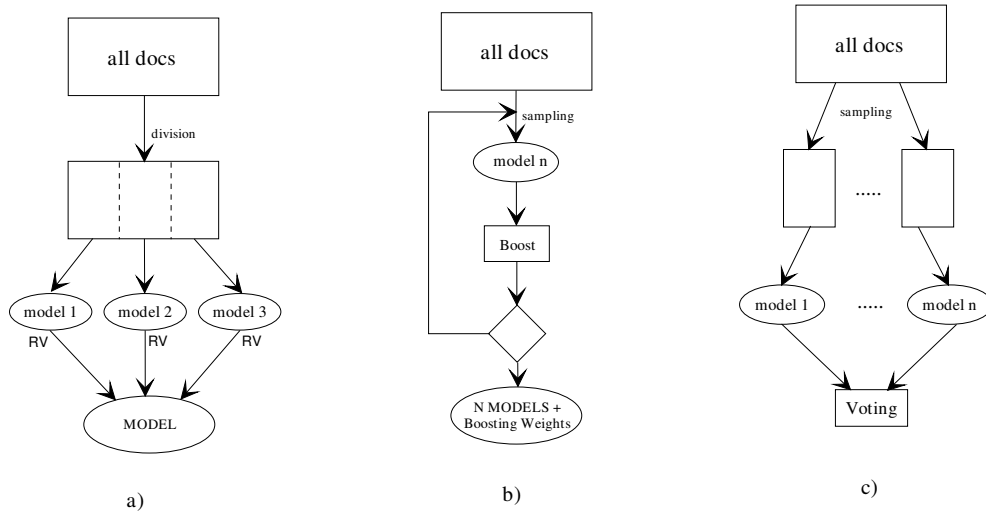 all docs
division
model 1
model 2
model 3
RV
RV
RV
MODEL
a)
all docs
sampling
model n
Boost
N MODELS +
Boosting Weights
b)
all docs
sampling
.....
model 1
.....
model n
Voting
c)